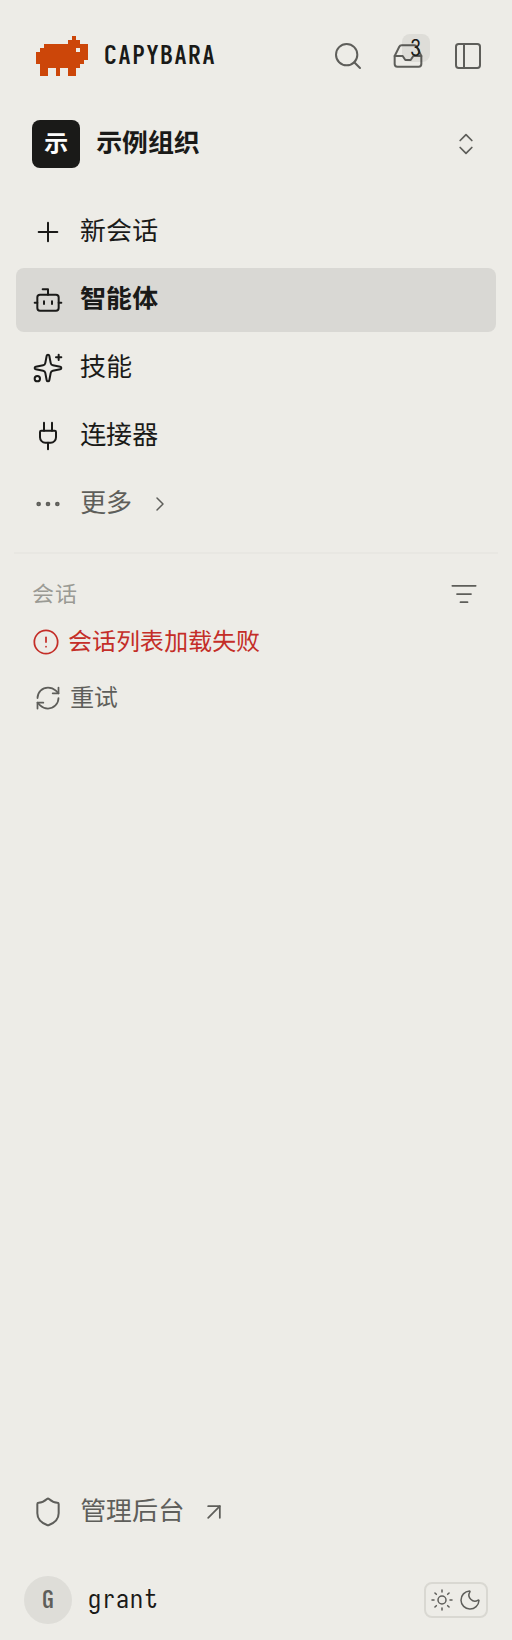 CAPYBARA
3
示 示例组织
新会话
智能体
技能
连接器
更多
会话
会话列表加载失败
重试
管理后台
G grant